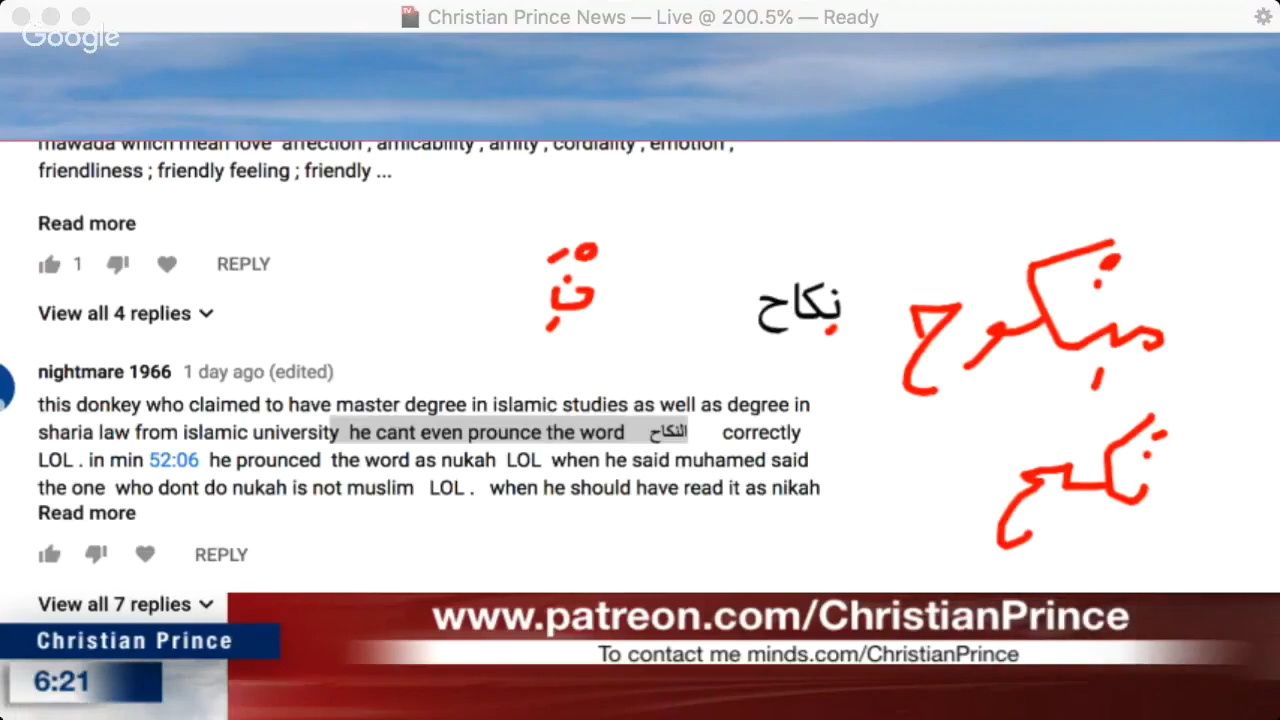 Christian Prince News — Live @ 200.5% — Ready
Google
mawada which mean love affection , amicability , amity , cordiality , emotion ,
friendliness ; friendly feeling ; friendly ...
Read more
1 REPLY
View all 4 replies
نِكاح
منكوح
نكح
nightmare 1966 1 day ago (edited)
this donkey who claimed to have master degree in islamic studies as well as degree in
sharia law from islamic university he cant even prounce the word النكاح correctly
LOL . in min 52:06 he prounced the word as nukah LOL when he said muhamed said
the one who dont do nukah is not muslim LOL . when he should have read it as nikah
Read more
REPLY
View all 7 replies
Christian Prince
6:21
www.patreon.com/ChristianPrince
To contact me minds.com/ChristianPrince